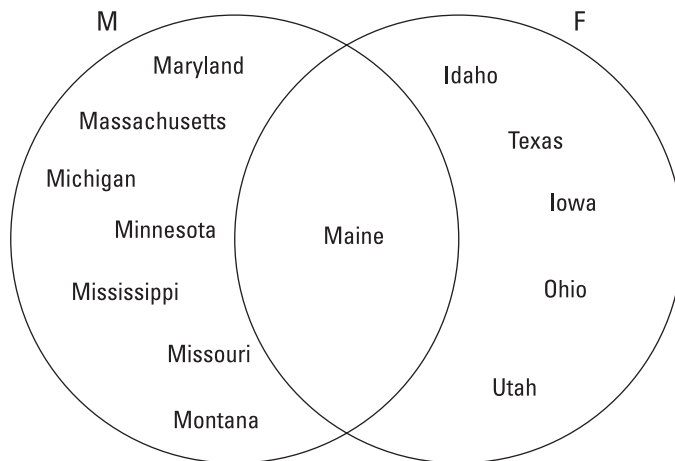 M
F
Maryland
Massachusetts
Michigan
Minnesota
Mississippi
Missouri
Montana
Maine
Idaho
Texas
Iowa
Ohio
Utah